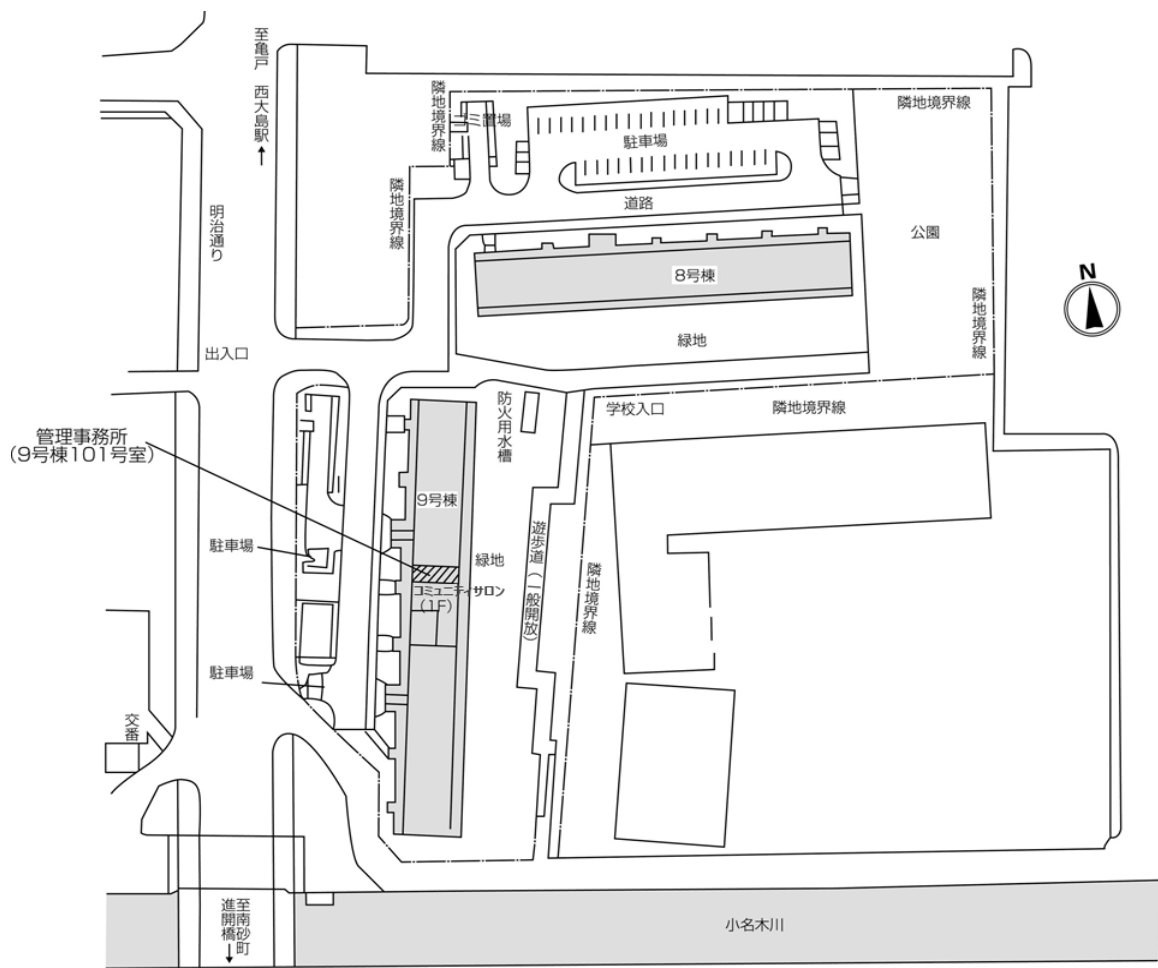 至亀戸 西大島駅
隣地境界線
ゴミ置場
駐車場
隣地境界線
隣地境界線
明治通り
道路
公園
N
8号棟
隣地境界線
緑地
出入口
防火用水槽
学校入口
隣地境界線
管理事務所
(9号棟101号室)
9号棟
駐車場
緑地
コミュニティサロン
(1F)
遊歩道(一般開放)
隣地境界線
駐車場
交番
至南砂町
進開橋
小名木川